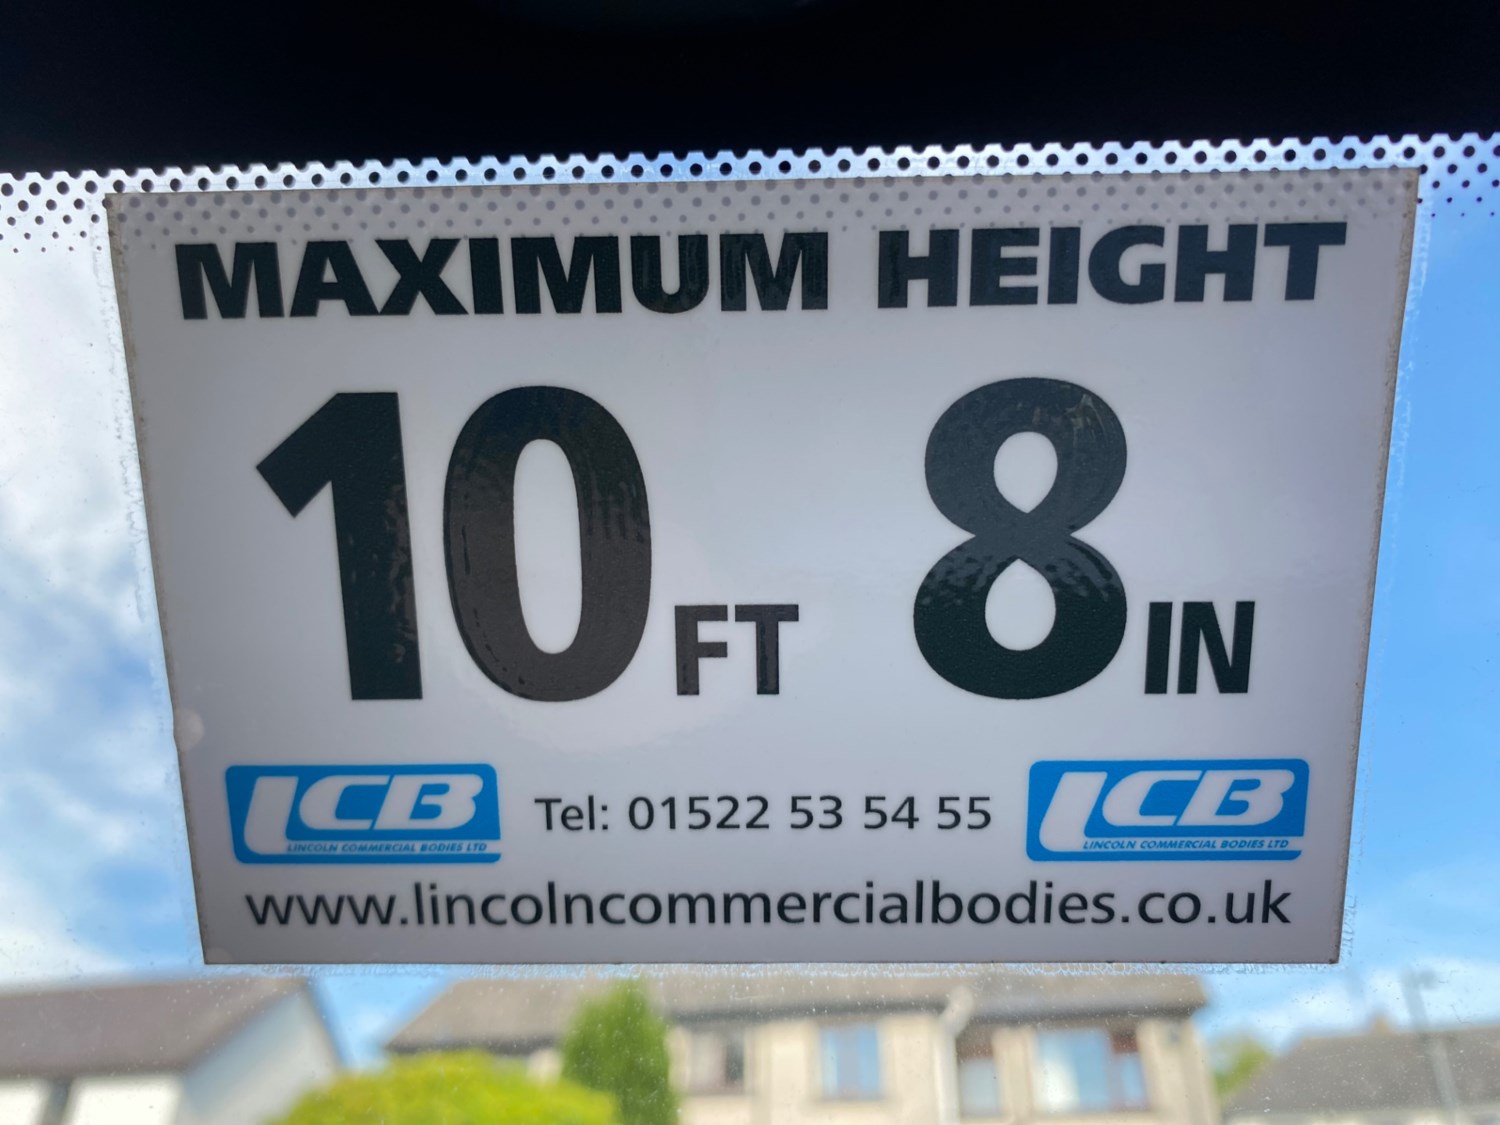 MAXIMUM HEIGHT
10 FT 8 IN
LCB Tel: 01522 53 54 55 LCB
LINCOLN COMMERCIAL BODIES LTD LINCOLN COMMERCIAL BODIES LTD
www.lincolncommercialbodies.co.uk